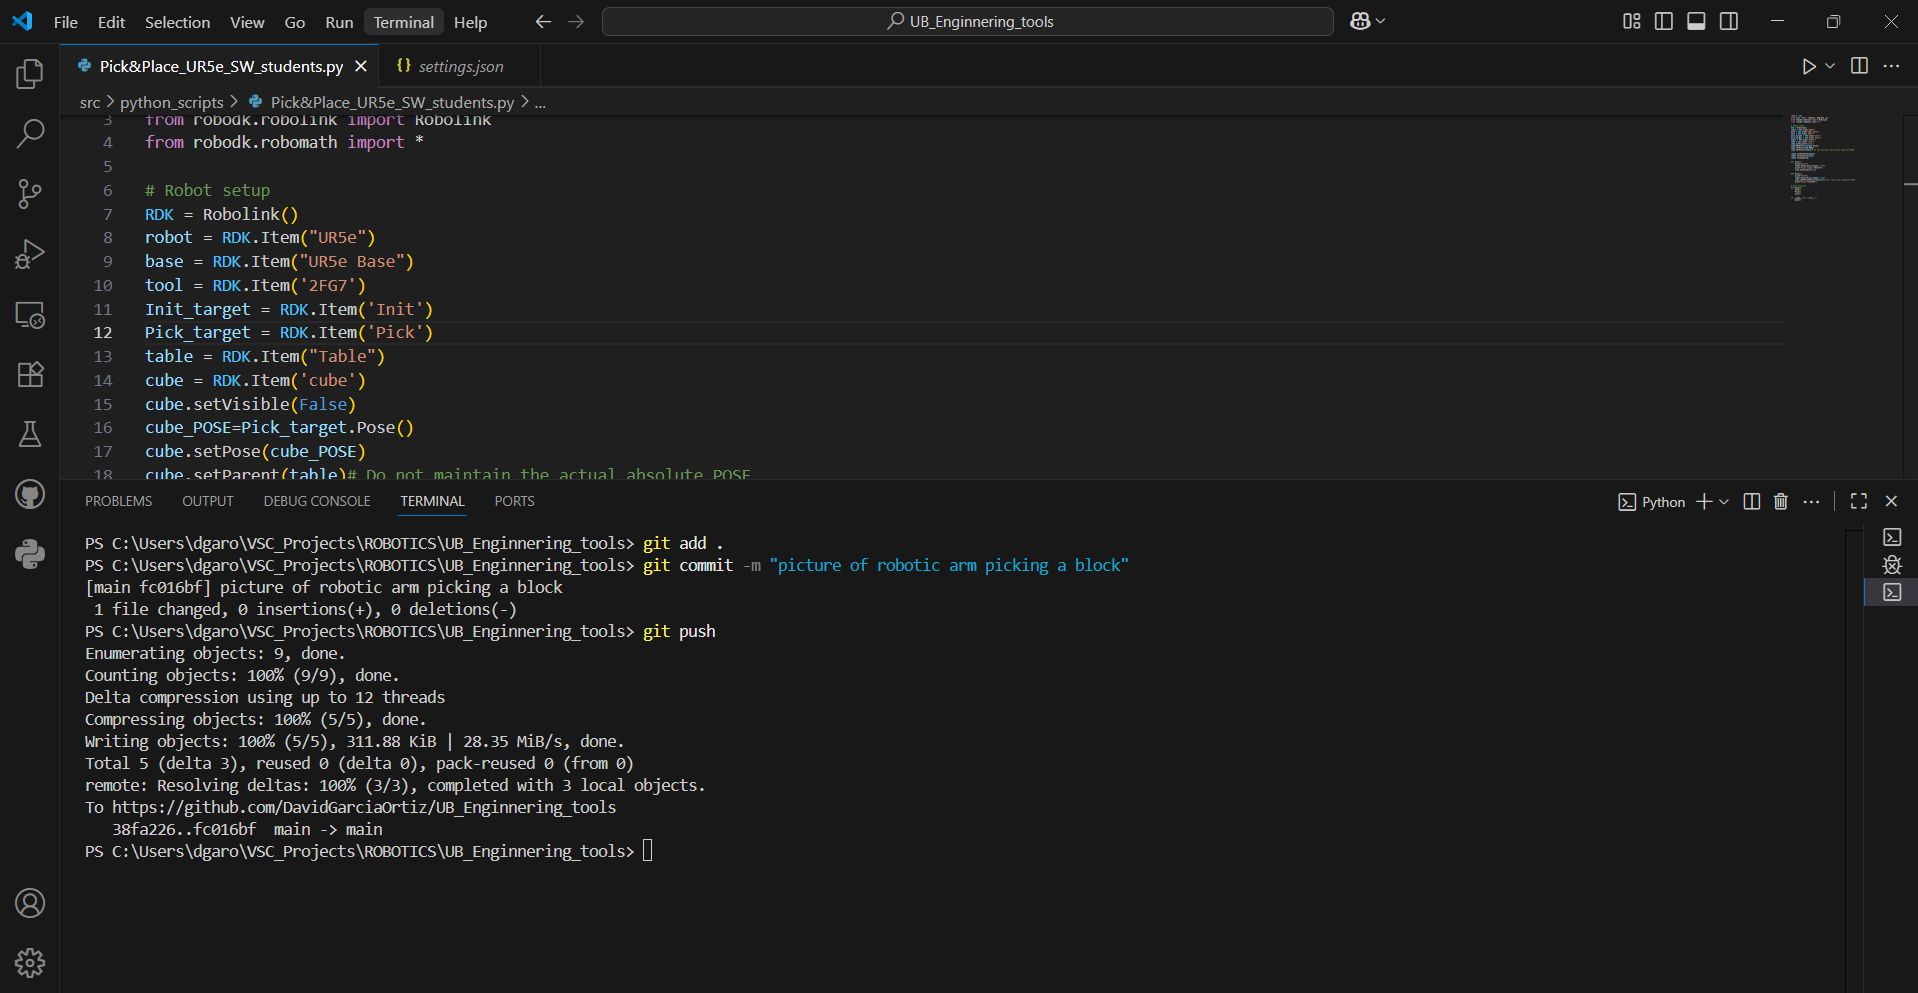 File Edit Selection View Go Run Terminal Help
UB_Enginnering_tools
Pick&Place_UR5e_SW_students.py
{} settings.json
src > python_scripts > Pick&Place_UR5e_SW_students.py > ...
3 from robodk.robolink import Robolink
4 from robodk.robomath import *
5
6 # Robot setup
7 RDK = Robolink()
8 robot = RDK.Item("UR5e")
9 base = RDK.Item("UR5e Base")
10 tool = RDK.Item('2FG7')
11 Init_target = RDK.Item('Init')
12 Pick_target = RDK.Item('Pick')
13 table = RDK.Item("Table")
14 cube = RDK.Item('cube')
15 cube.setVisible(False)
16 cube_POSE=Pick_target.Pose()
17 cube.setPose(cube_POSE)
18 cube.setParent(table)# Do not maintain the actual absolute POSE
PROBLEMS OUTPUT DEBUG CONSOLE TERMINAL PORTS
Python
PS C:\Users\dgaro\VSC_Projects\ROBOTICS\UB_Enginnering_tools> git add .
PS C:\Users\dgaro\VSC_Projects\ROBOTICS\UB_Enginnering_tools> git commit -m "picture of robotic arm picking a block"
[main fc016bf] picture of robotic arm picking a block
1 file changed, 0 insertions(+), 0 deletions(-)
PS C:\Users\dgaro\VSC_Projects\ROBOTICS\UB_Enginnering_tools> git push
Enumerating objects: 9, done.
Counting objects: 100% (9/9), done.
Delta compression using up to 12 threads
Compressing objects: 100% (5/5), done.
Writing objects: 100% (5/5), 311.88 KiB | 28.35 MiB/s, done.
Total 5 (delta 3), reused 0 (delta 0), pack-reused 0 (from 0)
remote: Resolving deltas: 100% (3/3), completed with 3 local objects.
To https://github.com/DavidGarciaOrtiz/UB_Enginnering_tools
38fa226..fc016bf main -> main
PS C:\Users\dgaro\VSC_Projects\ROBOTICS\UB_Enginnering_tools>